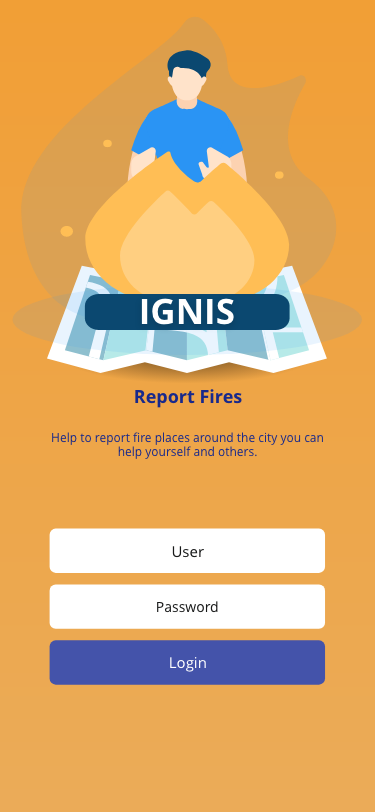 IGNIS
Report Fires
Help to report fire places around the city you can
help yourself and others.
User
Password
Login